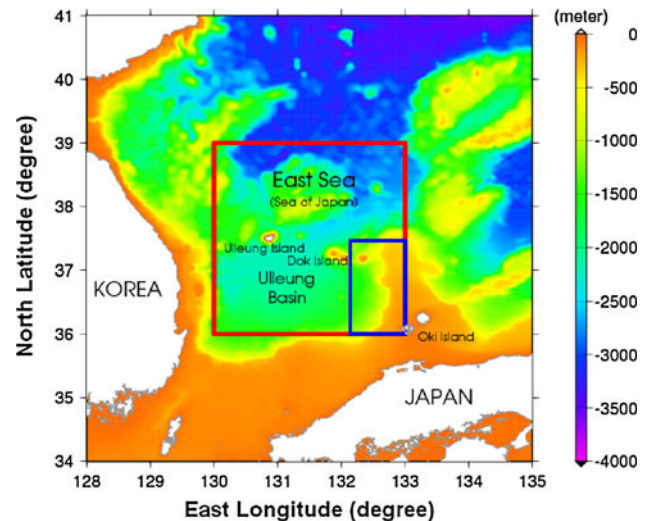 (meter)
41
40
39
38
37
36
35
34
North Latitude (degree)
128
129
130
131
132
133
134
135
East Longitude (degree)
East Sea
(Sea of Japan)
Ulleung Island
Dok Island
Ulleung
Basin
KOREA
Oki Island
JAPAN
0
-500
-1000
-1500
-2000
-2500
-3000
-3500
-4000